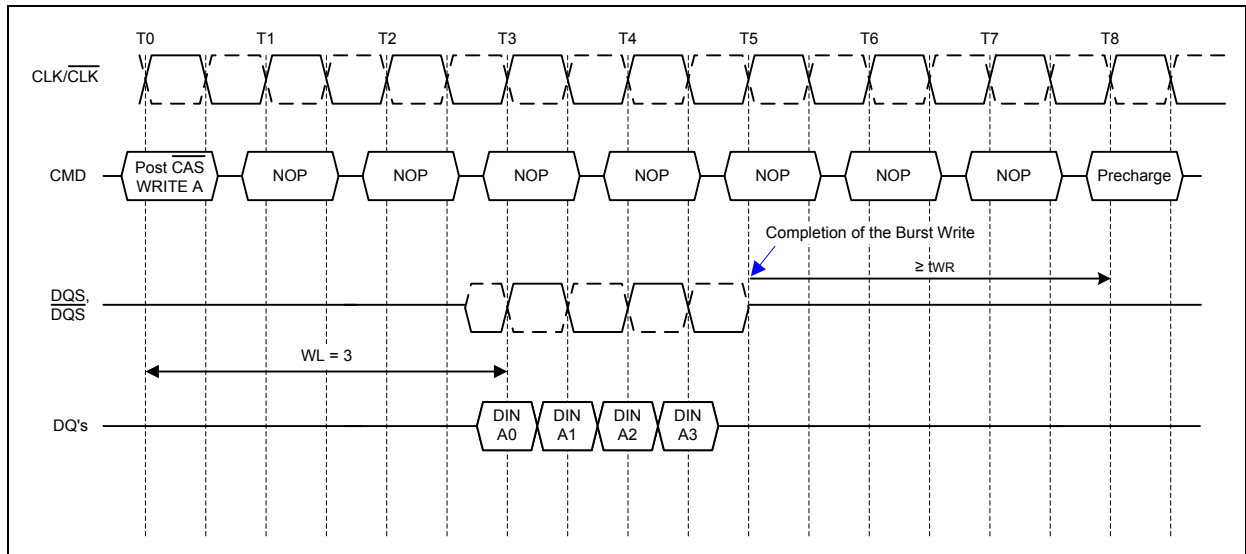 T0 T1 T2 T3 T4 T5 T6 T7 T8
CLK/CLK
CMD
Post CAS
WRITE A
NOP NOP NOP NOP NOP NOP NOP Precharge
Completion of the Burst Write
≥ tWR
DQS,
DQS
WL = 3
DQ's
DIN
A0
DIN
A1
DIN
A2
DIN
A3